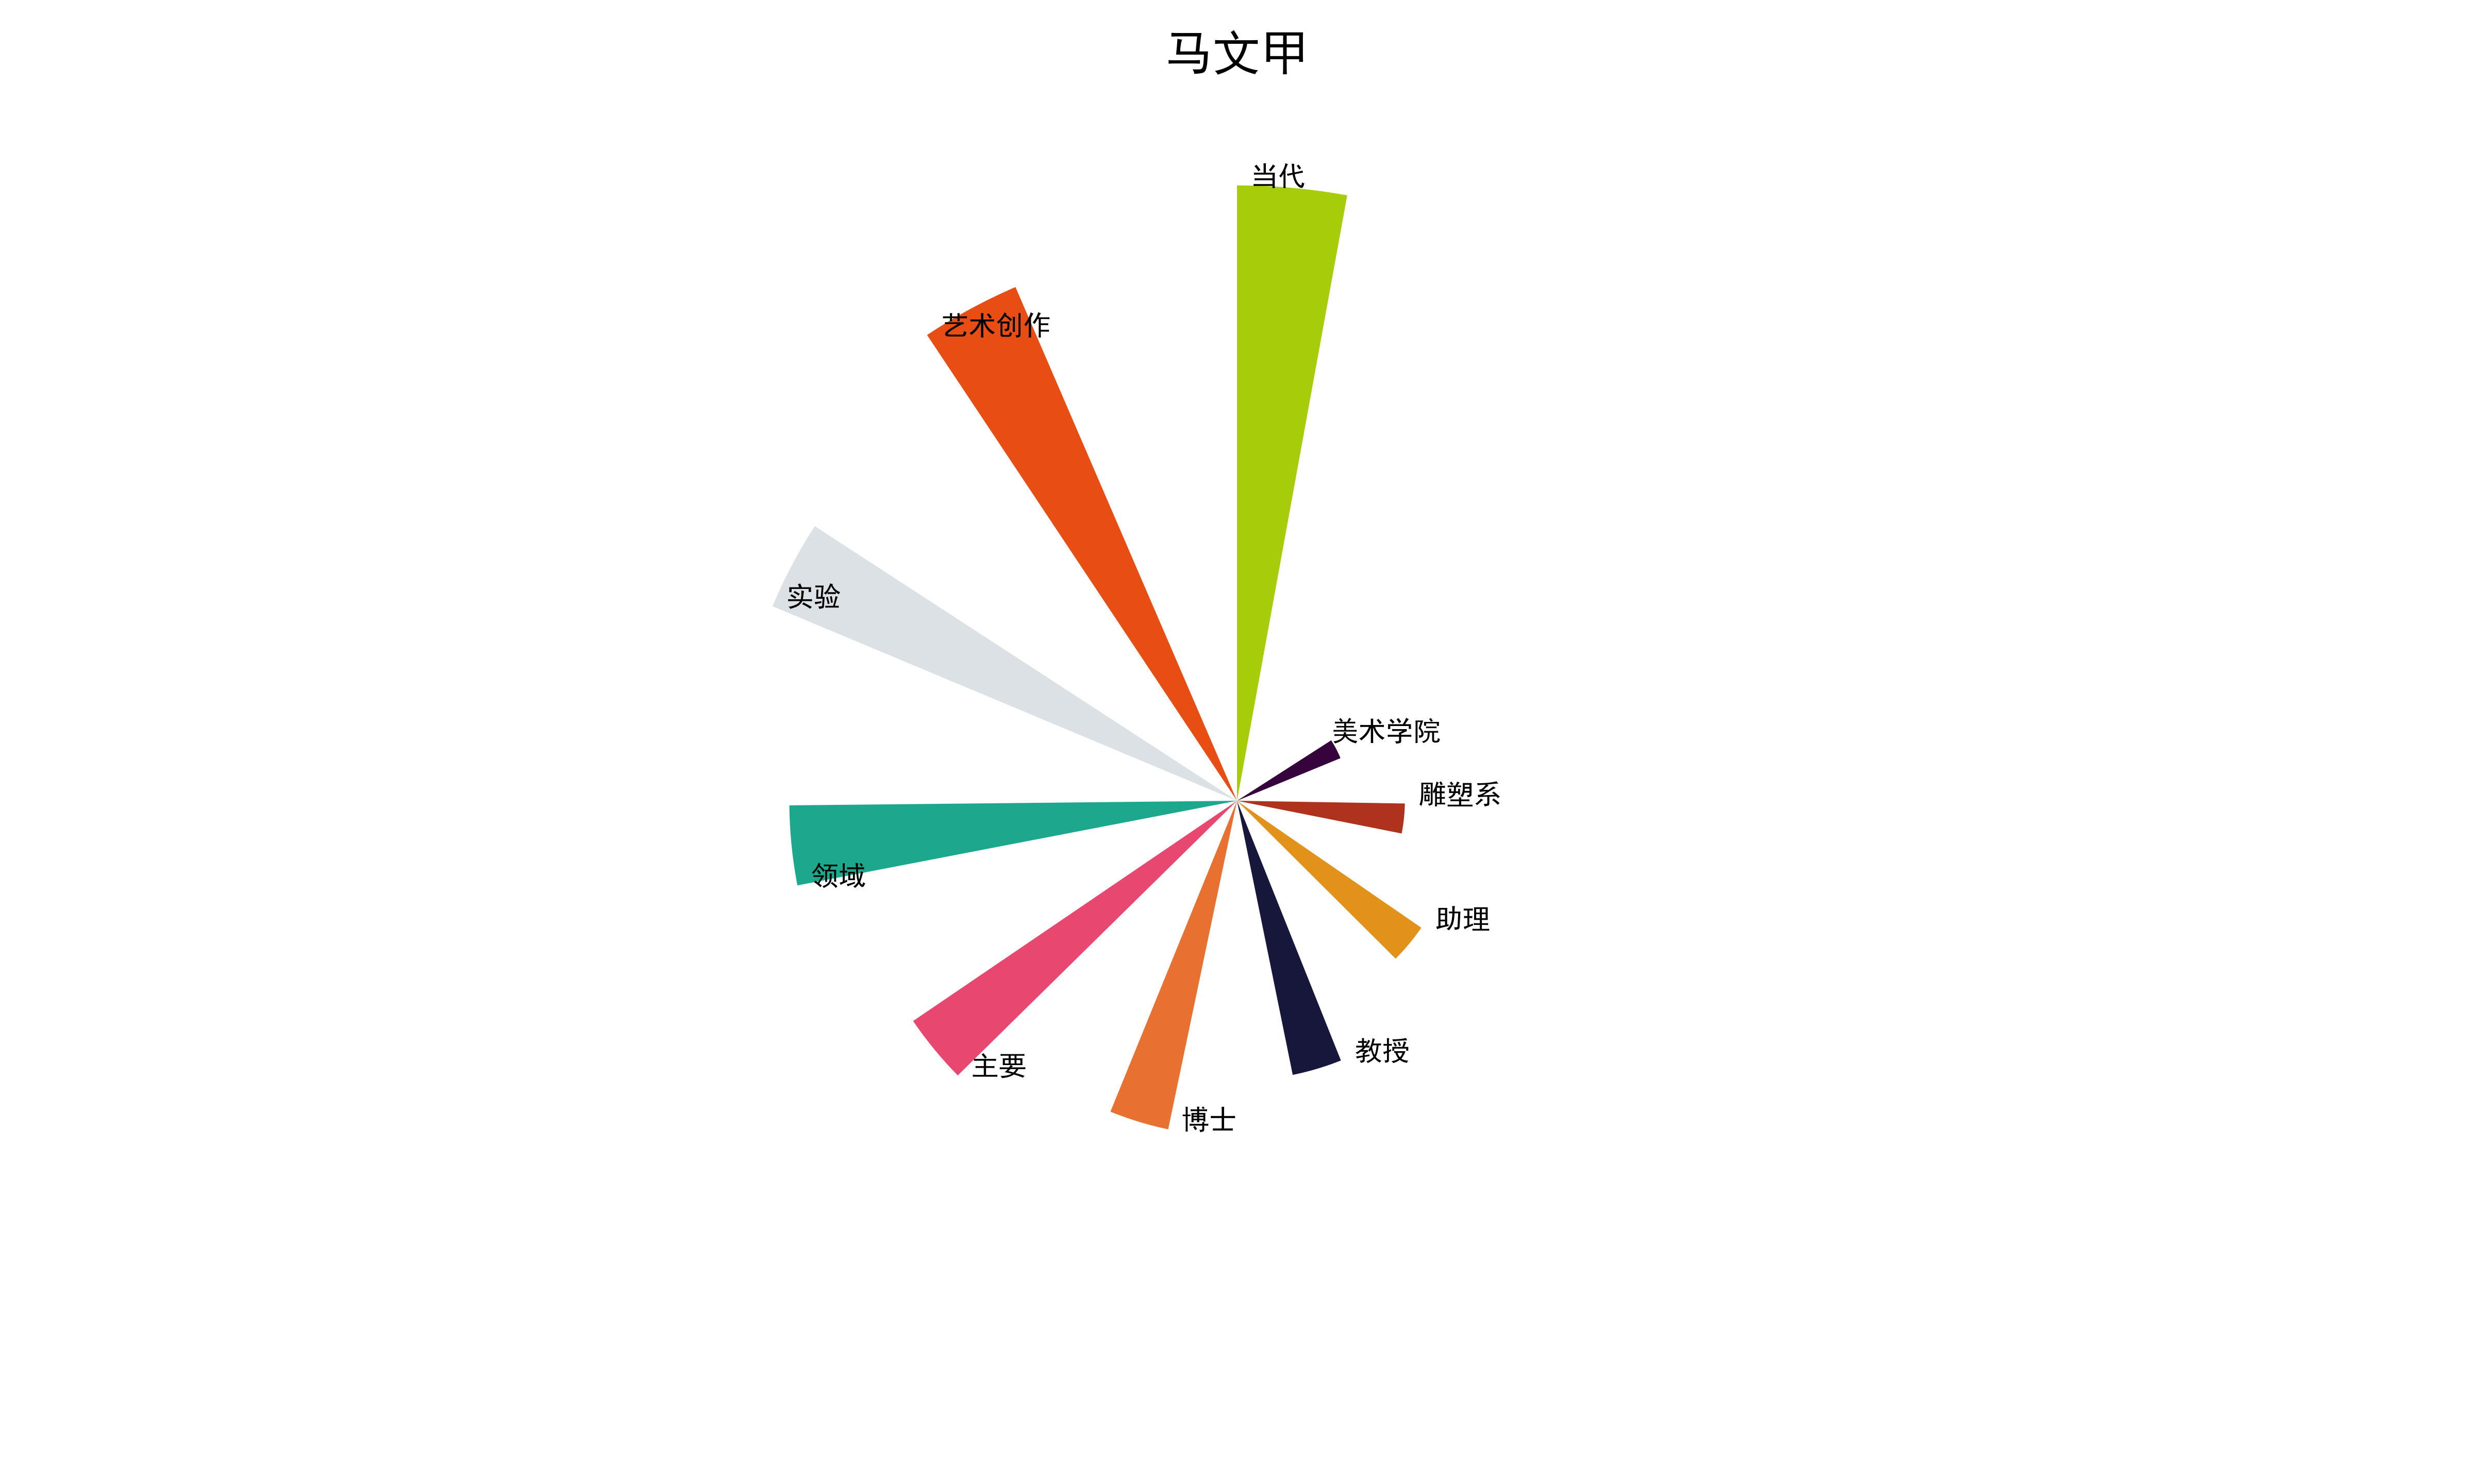 马文甲
当代
艺术创作
实验
美术学院
雕塑系
领域
助理
教授
主要
博士